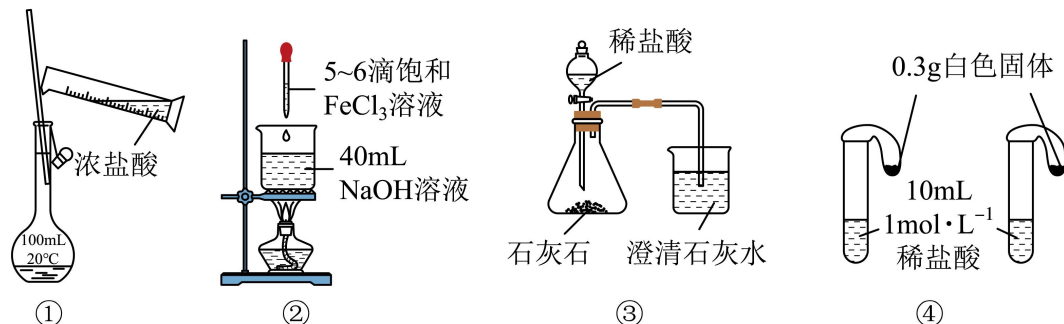 浓盐酸
100mL
20℃
①
5~6滴饱和
FeCl₃溶液
40mL
NaOH溶液
②
稀盐酸
石灰石
澄清石灰水
③
0.3g白色固体
10mL
1mol·L⁻¹
稀盐酸
④